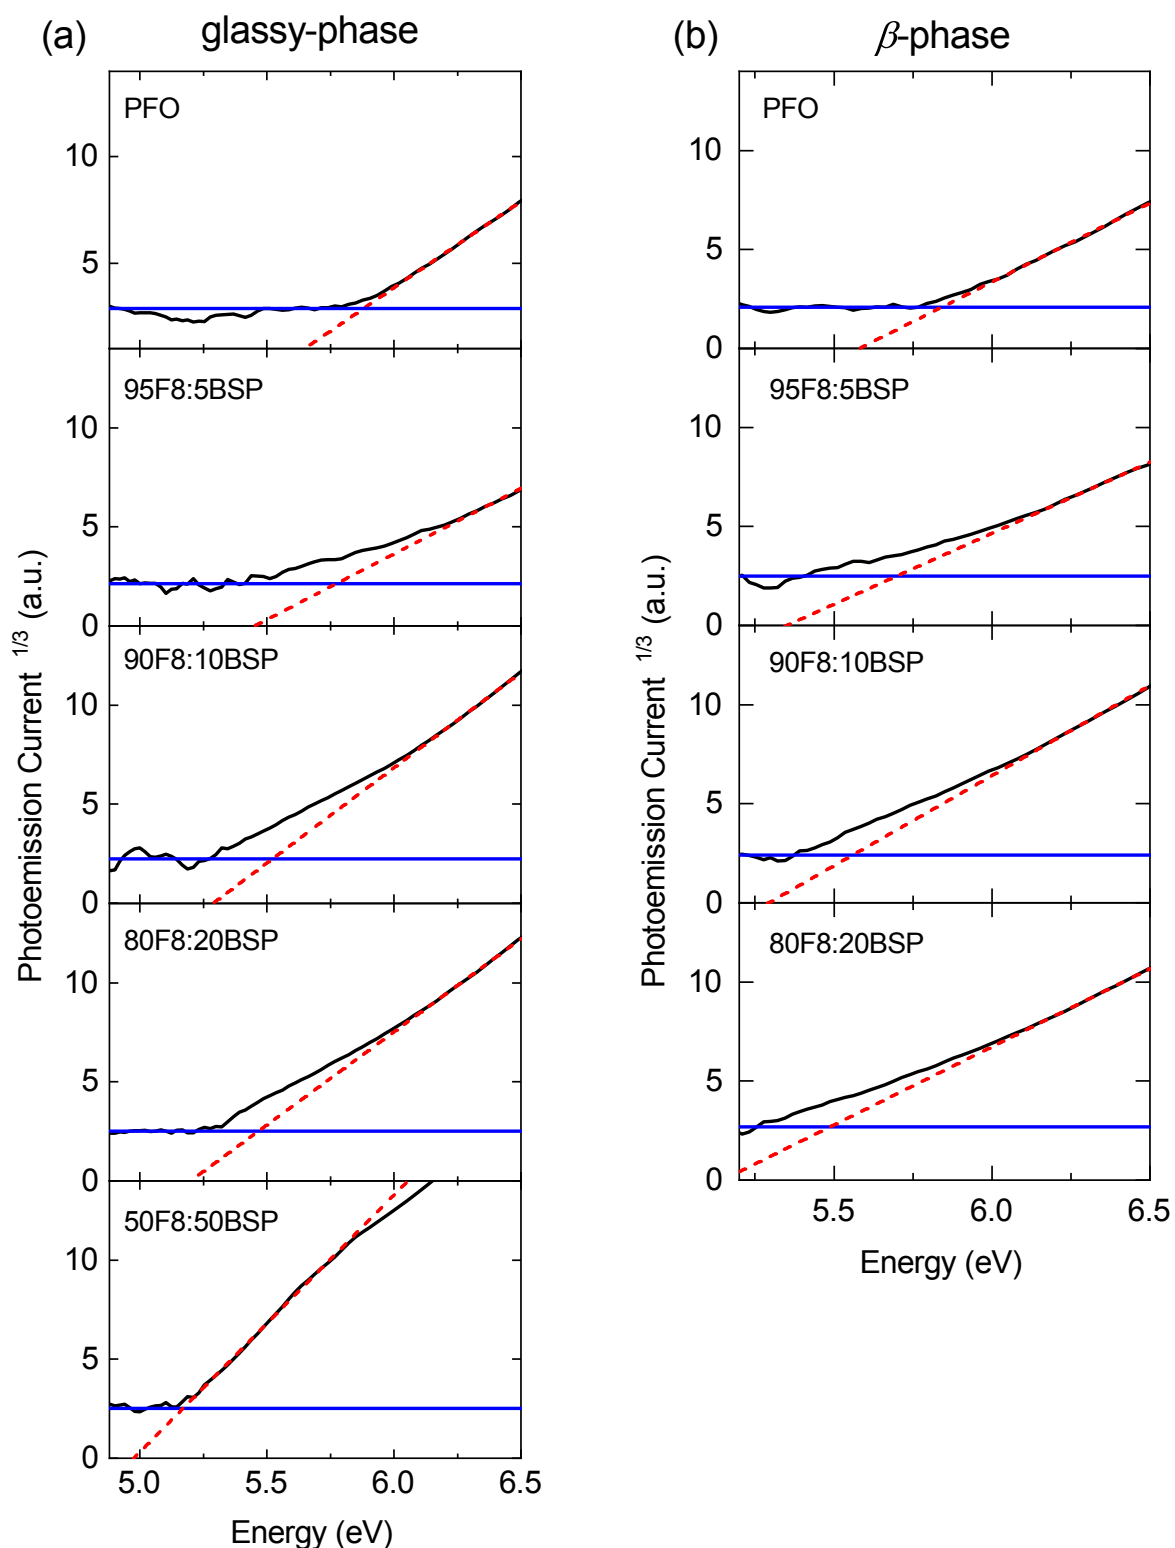 (a) glassy-phase
(b) β-phase
Photoemission Current 1/3 (a.u.)
PFO
10
5
95F8:5BSP
10
5
0
90F8:10BSP
10
5
0
80F8:20BSP
10
5
0
50F8:50BSP
10
5
0
5.0 5.5 6.0 6.5
Energy (eV)
Photoemission Current 1/3 (a.u.)
PFO
10
5
0
95F8:5BSP
10
5
0
90F8:10BSP
10
5
0
80F8:20BSP
10
5
0
5.5 6.0 6.5
Energy (eV)